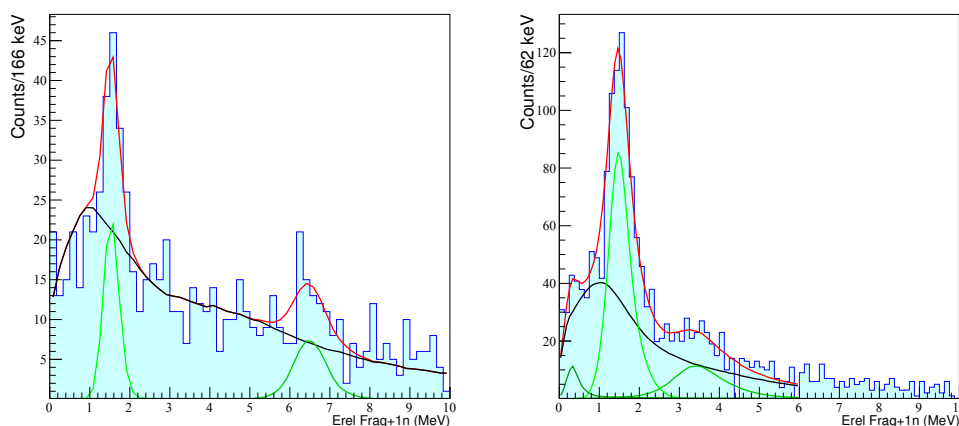 Counts/166 keV
45
40
35
30
25
20
15
10
5
0 1 2 3 4 5 6 7 8 9 10
Erel Frag+1n (MeV)
Counts/62 keV
120
100
80
60
40
20
0 1 2 3 4 5 6 7 8 9 1
Erel Frag+1n (MeV)